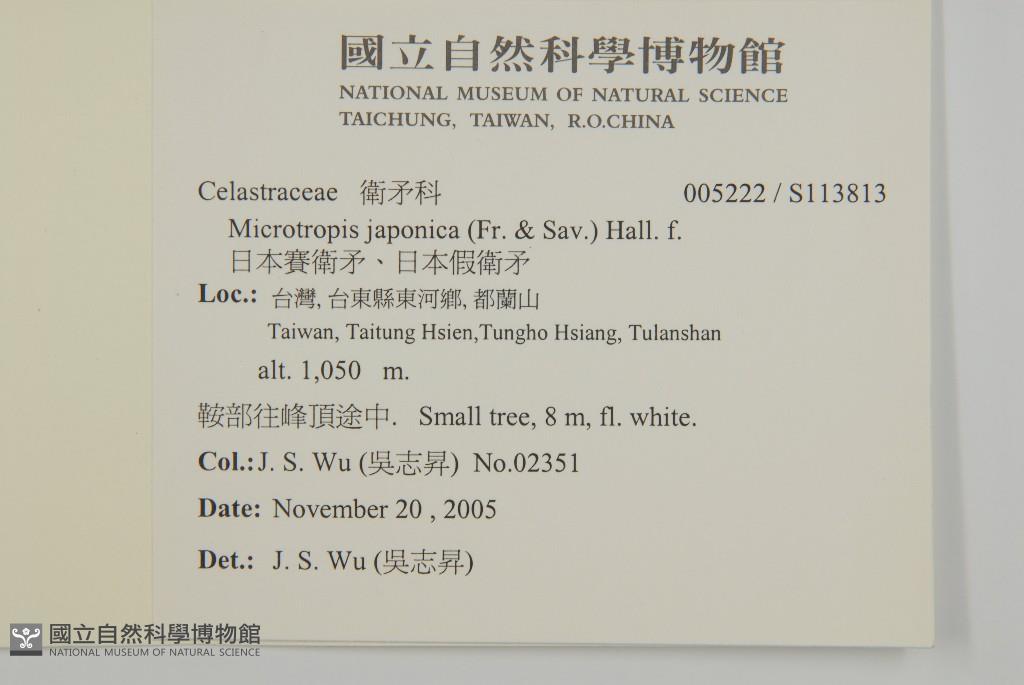 國立自然科學博物館
NATIONAL MUSEUM OF NATURAL SCIENCE
TAICHUNG, TAIWAN, R.O.CHINA
Celastraceae 衛矛科 005222 / S113813
Microtropis japonica (Fr. & Sav.) Hall. f.
日本賽衛矛、日本假衛矛
Loc.: 台灣, 台東縣東河鄉, 都蘭山
Taiwan, Taitung Hsien,Tungho Hsiang, Tulanshan
alt. 1,050 m.
鞍部往峰頂途中. Small tree, 8 m, fl. white.
Col.:J. S. Wu (吳志昇) No.02351
Date: November 20 , 2005
Det.: J. S. Wu (吳志昇)
國立自然科學博物館
NATIONAL MUSEUM OF NATURAL SCIENCE